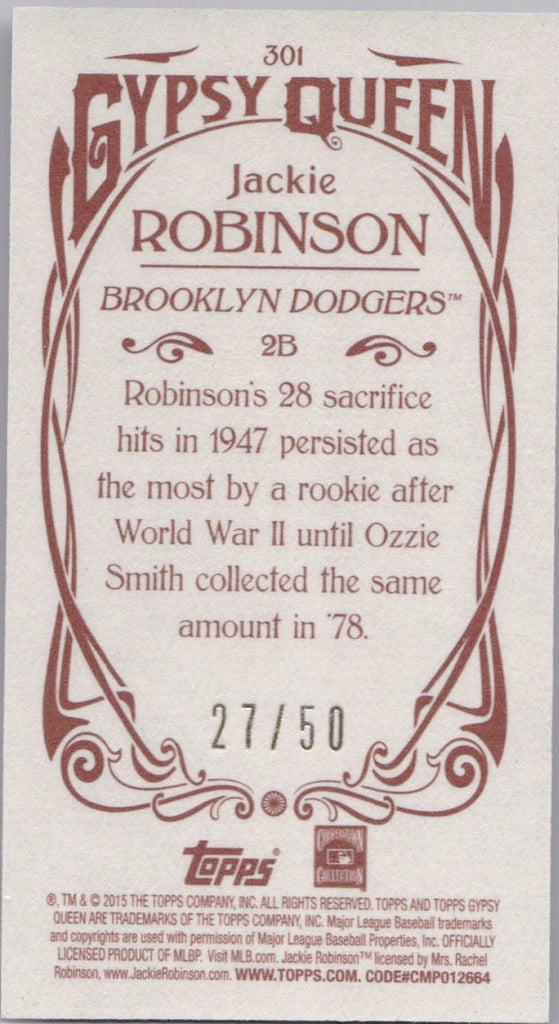 301
GYPSY QUEEN
Jackie
ROBINSON
BROOKLYN DODGERS™
2B
Robinson's 28 sacrifice
hits in 1947 persisted as
the most by a rookie after
World War II until Ozzie
Smith collected the same
amount in '78.
27/50
topps®
COOPERSTOWN
COLLECTION
®, TM & © 2015 THE TOPPS COMPANY, INC. ALL RIGHTS RESERVED. TOPPS AND TOPPS GYPSY
QUEEN ARE TRADEMARKS OF THE TOPPS COMPANY, INC. Major League Baseball trademarks
and copyrights are used with permission of Major League Baseball Properties, Inc. OFFICIALLY
LICENSED PRODUCT OF MLBP. Visit MLB.com. Jackie Robinson™ licensed by Mrs. Rachel
Robinson, www.JackieRobinson.com. WWW.TOPPS.COM. CODE#CMP012664